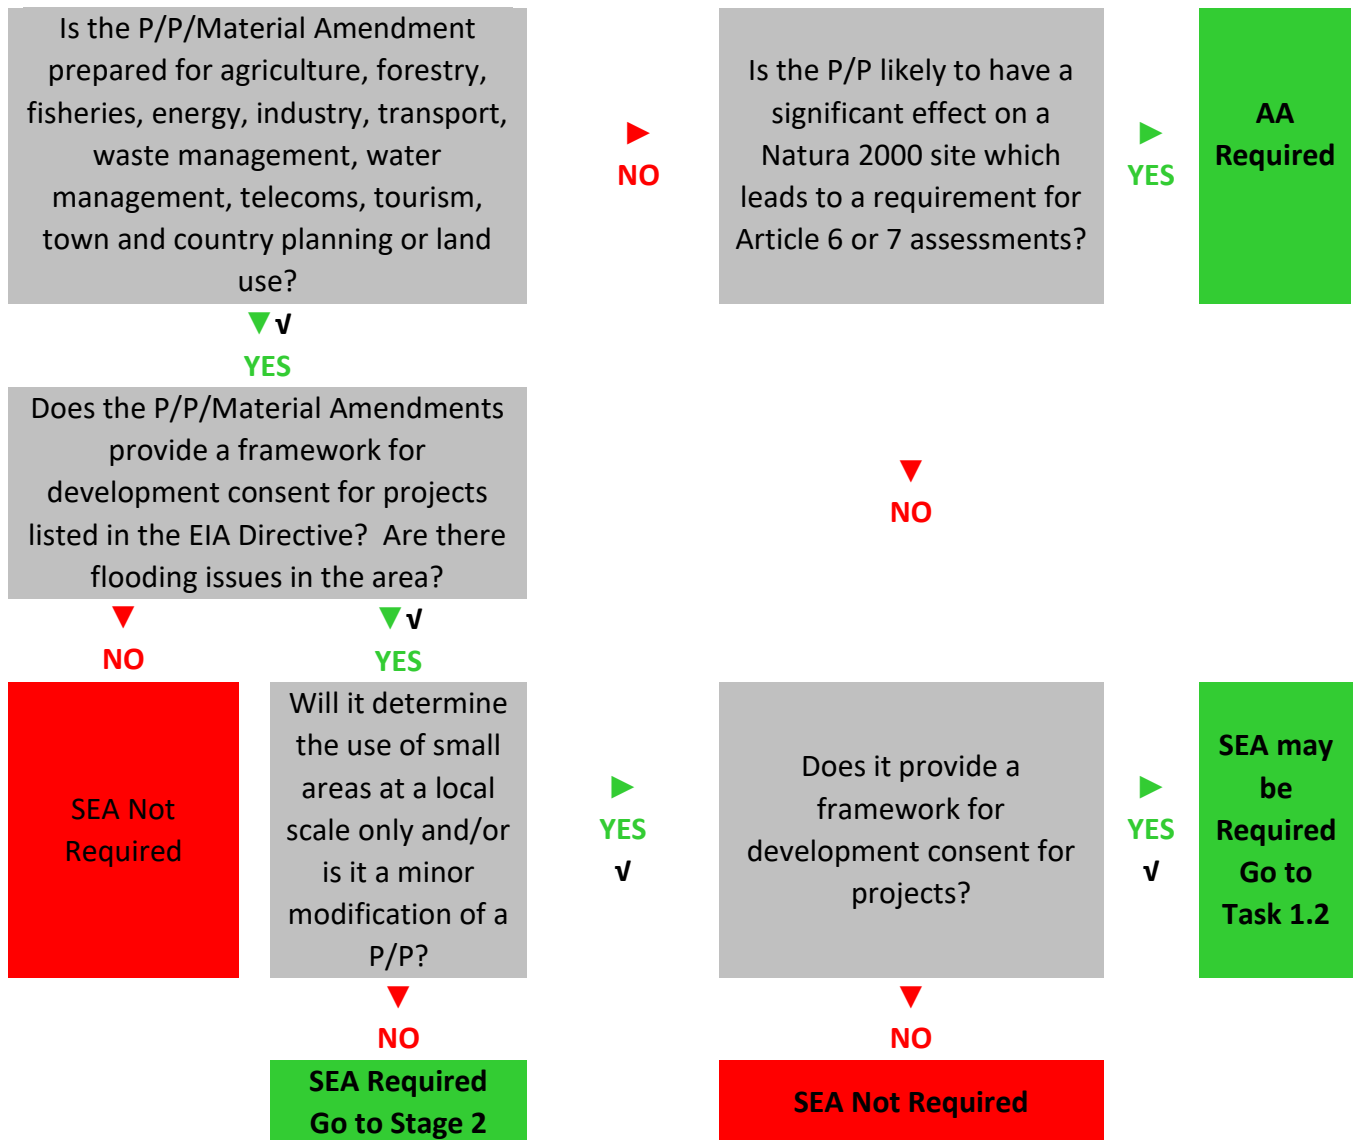 Is the P/P/Material Amendment
prepared for agriculture, forestry,
fisheries, energy, industry, transport,
waste management, water
management, telecoms, tourism,
town and country planning or land
use?
►
NO
Is the P/P likely to have a
significant effect on a
Natura 2000 site which
leads to a requirement for
Article 6 or 7 assessments?
►
YES
AA
Required
▼√
YES
Does the P/P/Material Amendments
provide a framework for
development consent for projects
listed in the EIA Directive?  Are there
flooding issues in the area?
▼
NO
▼
NO
▼√
YES
SEA Not
Required
Will it determine
the use of small
areas at a local
scale only and/or
is it a minor
modification of a
P/P?
►
YES
√
Does it provide a
framework for
development consent for
projects?
►
YES
√
SEA may
be
Required
Go to
Task 1.2
▼
NO
▼
NO
SEA Required
Go to Stage 2
SEA Not Required